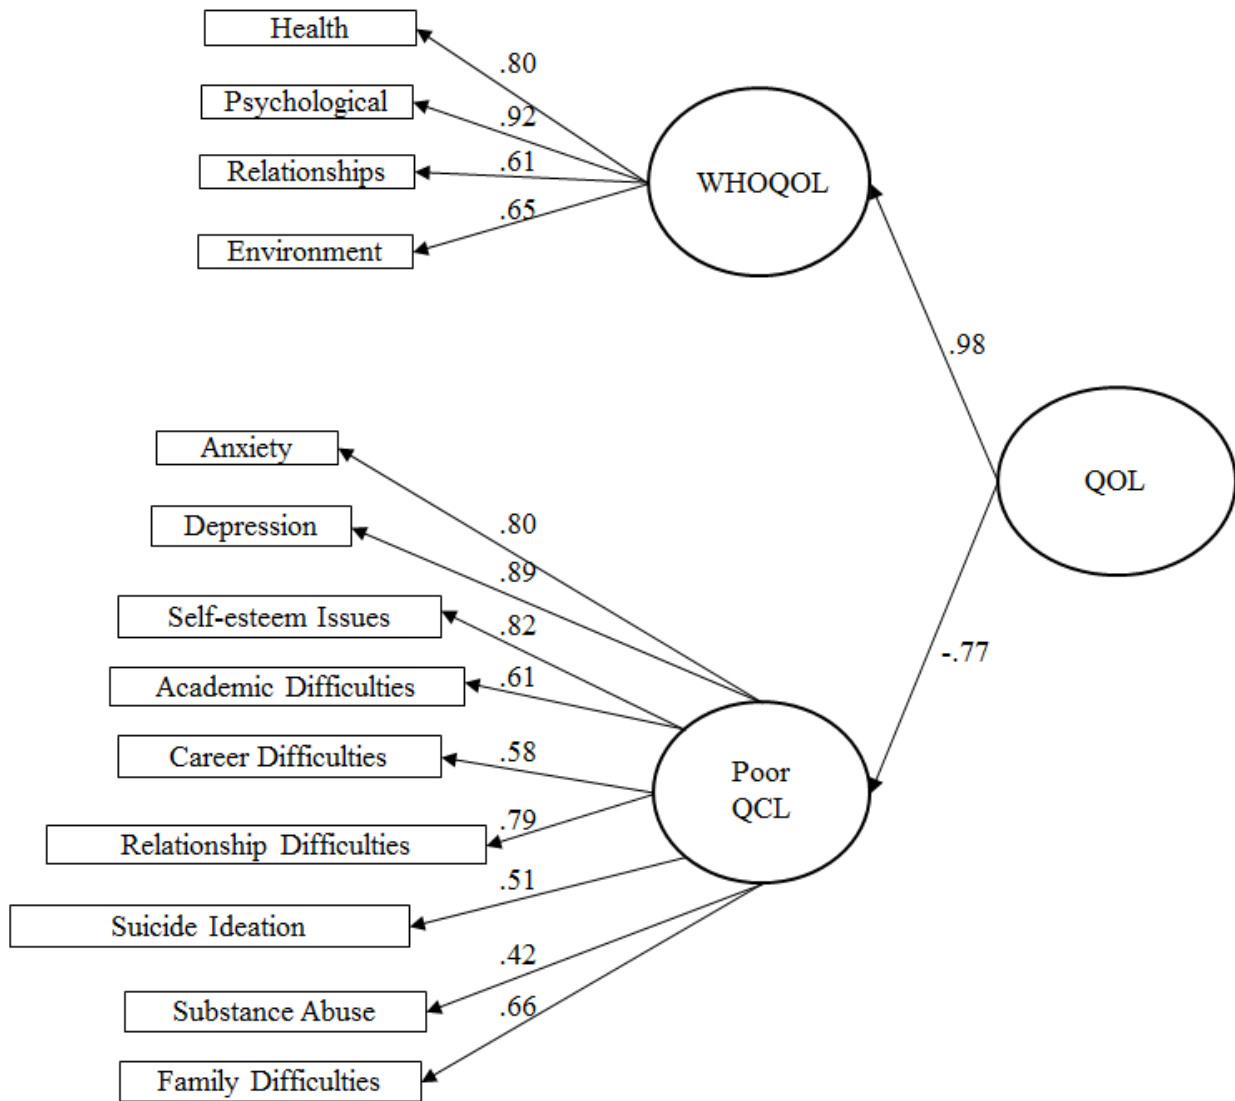 Health
.80
Psychological
.92
Relationships
.61
.65
Environment
WHOQOL
.98
QOL
-.77
Anxiety
.80
Depression
.89
Self-esteem Issues
.82
Academic Difficulties
.61
Career Difficulties
.58
Relationship Difficulties
.79
Suicide Ideation
.51
Substance Abuse
.42
Family Difficulties
.66
Poor
QCL